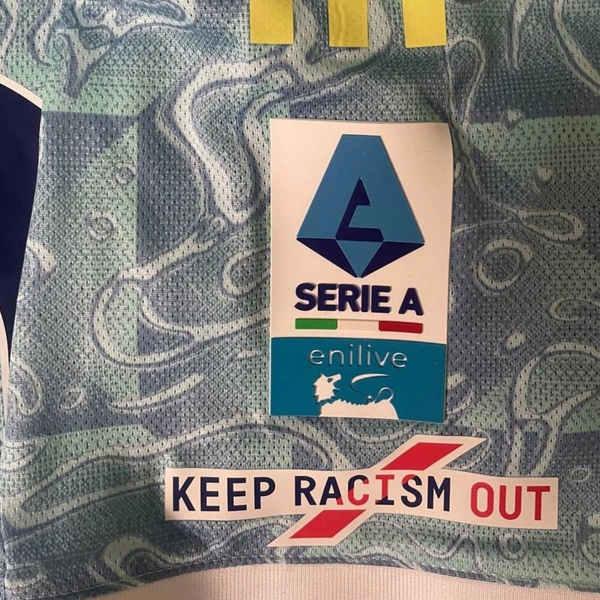 SERIE A
enilive
KEEP RACISM OUT